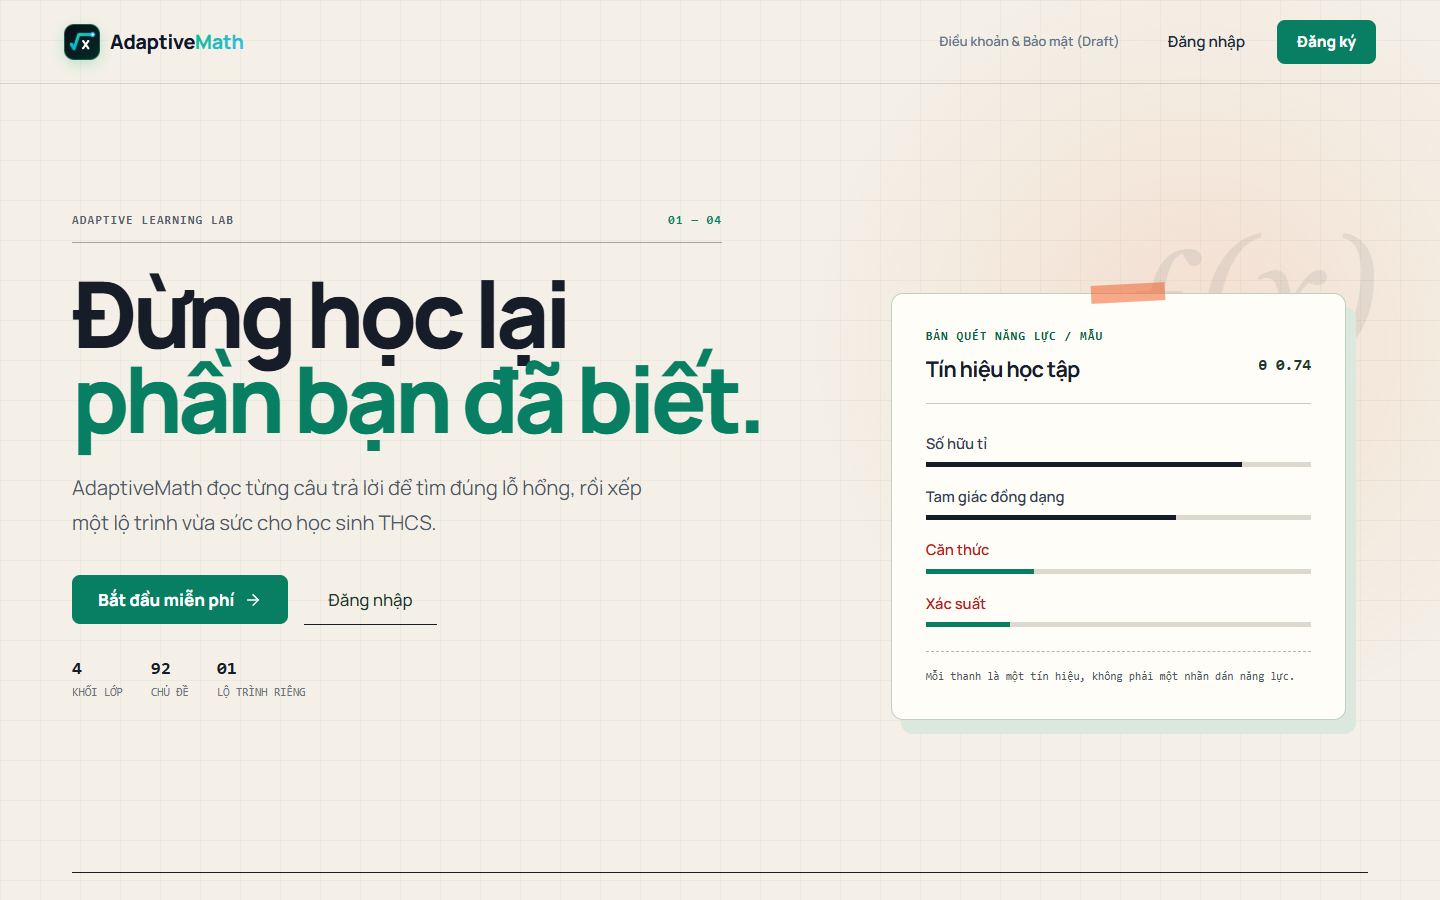 AdaptiveMath
Điều khoản & Bảo mật (Draft)
Đăng nhập
Đăng ký
ADAPTIVE LEARNING LAB
01 — 04
Đừng học lại
phần bạn đã biết.
AdaptiveMath đọc từng câu trả lời để tìm đúng lỗ hổng, rồi xếp
một lộ trình vừa sức cho học sinh THCS.
Bắt đầu miễn phí →
Đăng nhập
4
KHỐI LỚP
92
CHỦ ĐỀ
01
LỘ TRÌNH RIÊNG
f(x)
BẢN QUÉT NĂNG LỰC / MẪU
Tín hiệu học tập
θ 0.74
Số hữu tỉ
Tam giác đồng dạng
Căn thức
Xác suất
Mỗi thanh là một tín hiệu, không phải một nhãn dán năng lực.